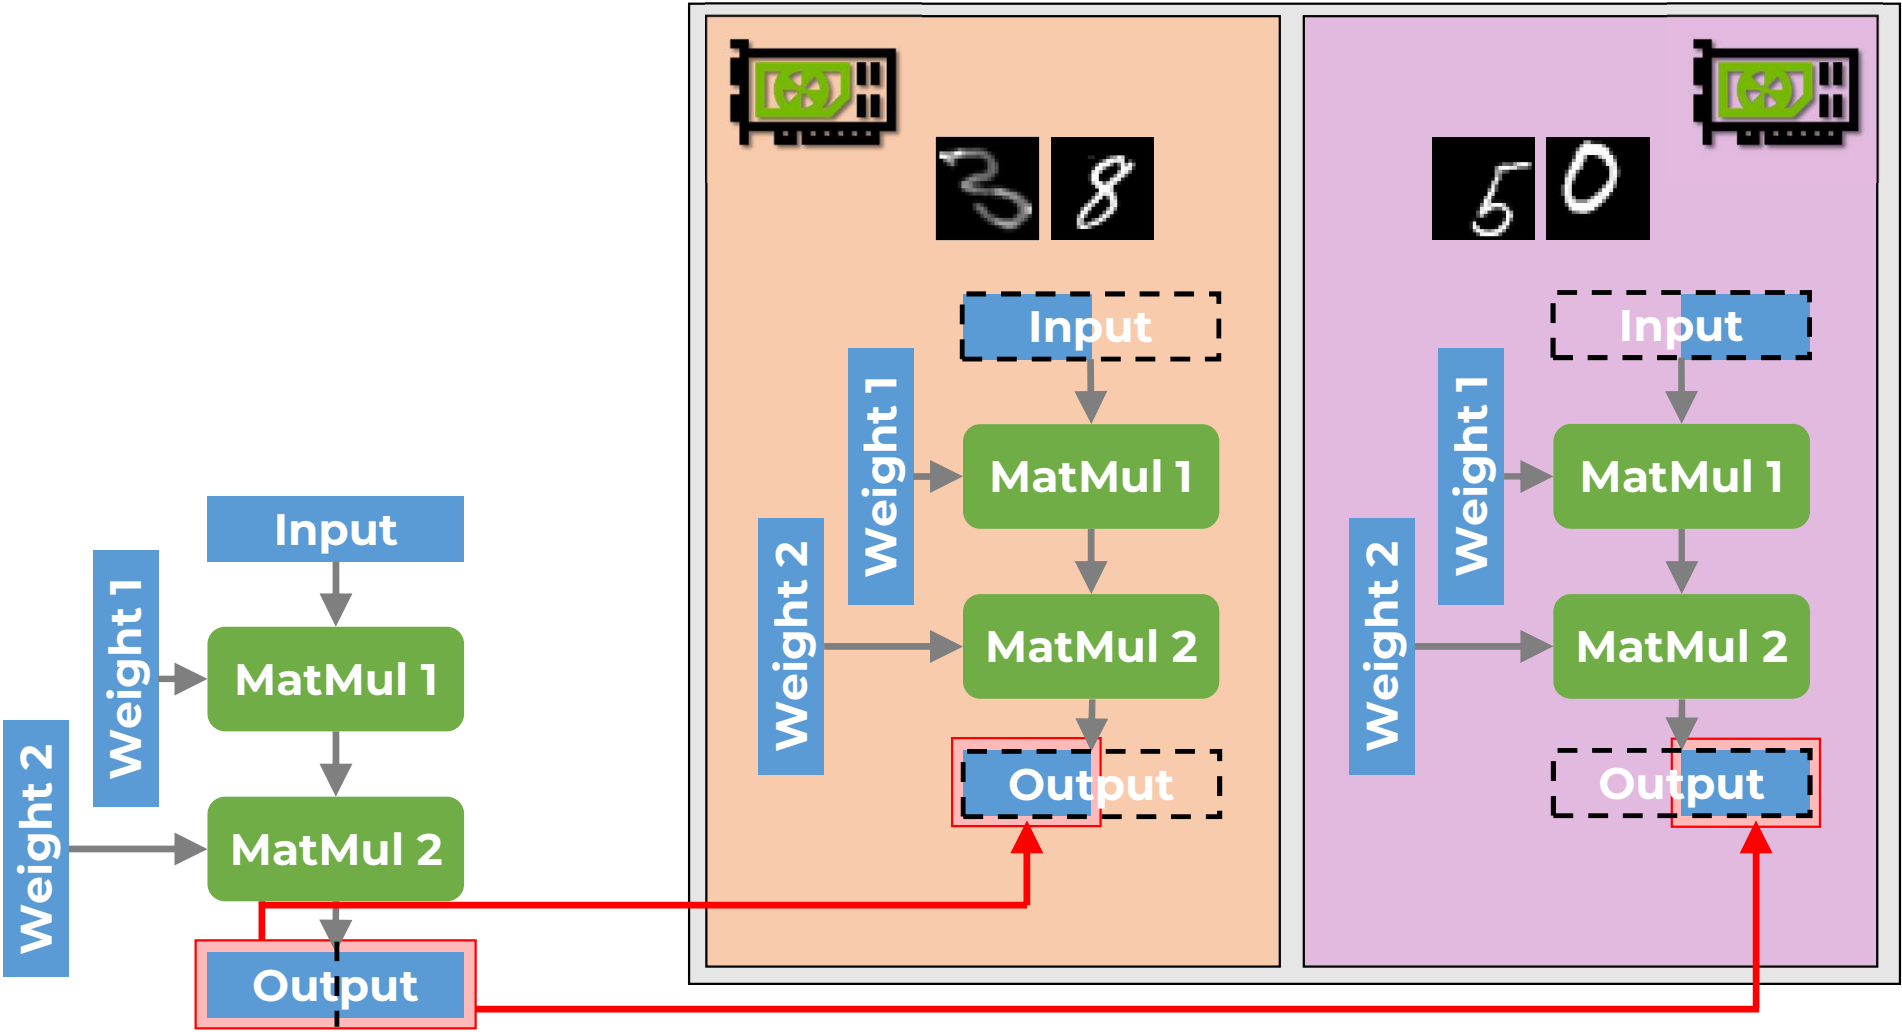 Input
Weight 1
MatMul 1
Weight 2
MatMul 2
Output
3 8
Input
Weight 1
MatMul 1
Weight 2
MatMul 2
Output
5 0
Input
Weight 1
MatMul 1
Weight 2
MatMul 2
Output